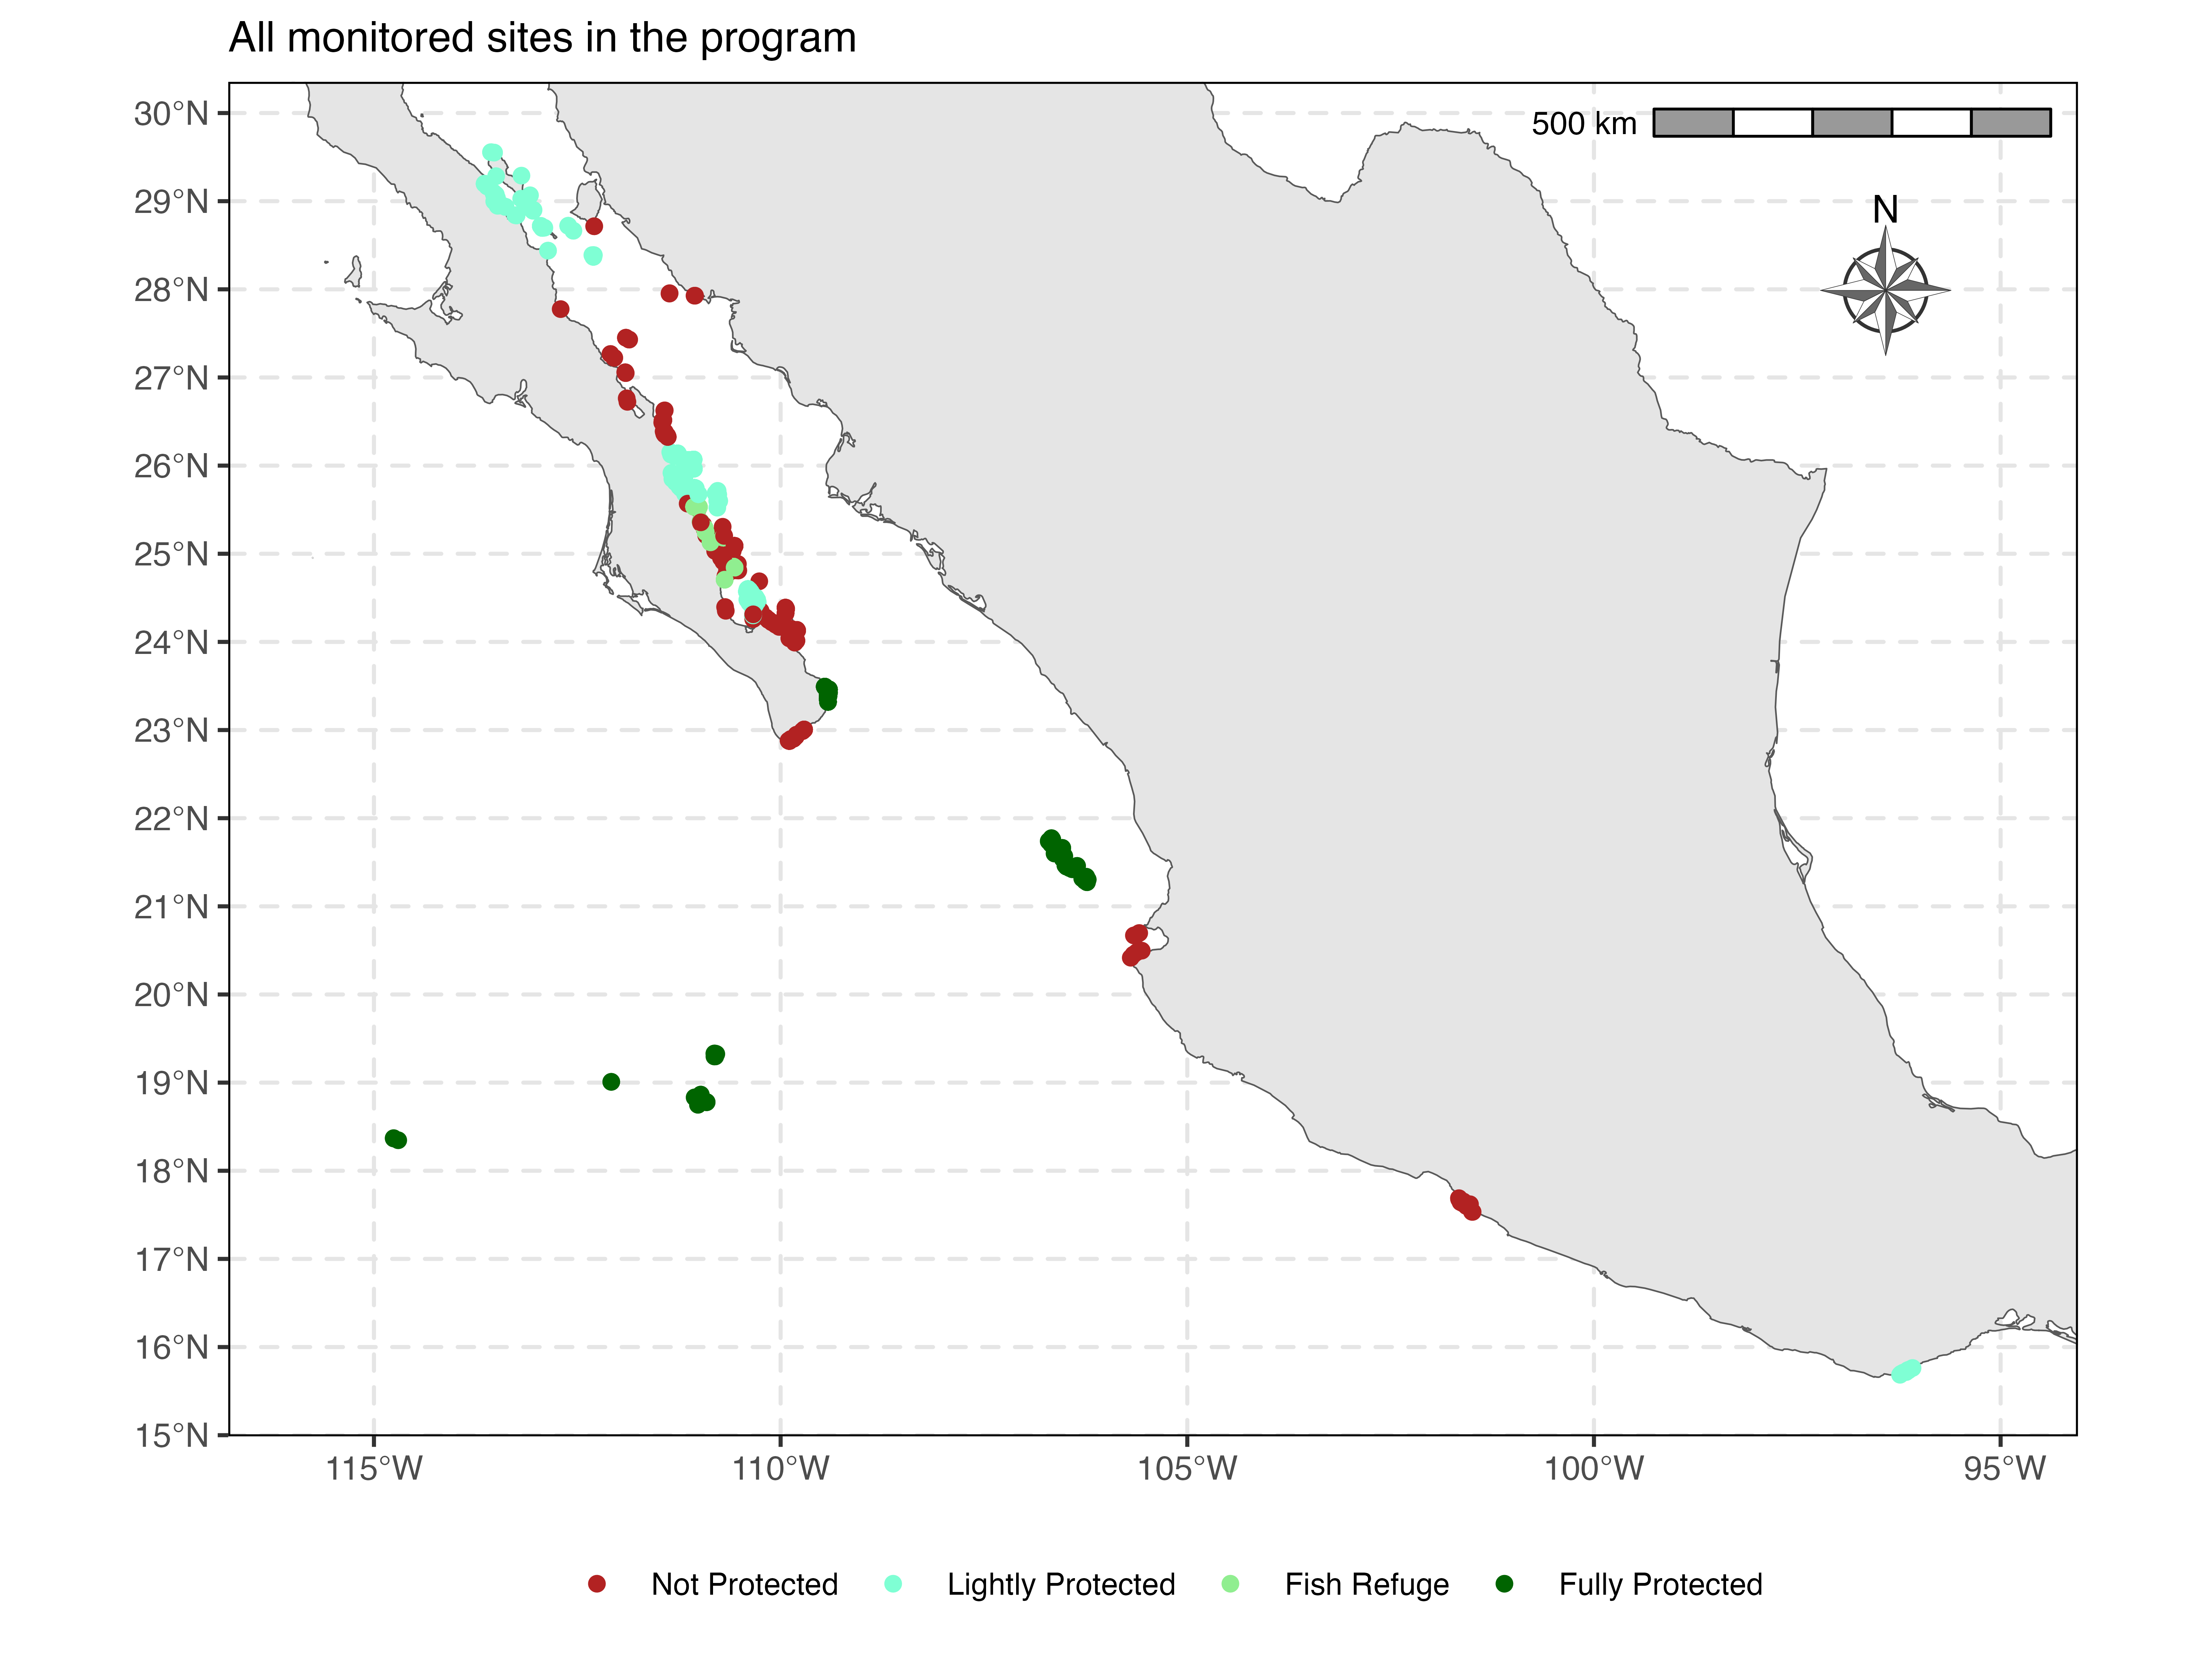 All monitored sites in the program
30°N
500 km
N
29°N
28°N
27°N
26°N
25°N
24°N
23°N
22°N
21°N
20°N
19°N
18°N
17°N
16°N
15°N
115°W 110°W 105°W 100°W 95°W
Not Protected Lightly Protected Fish Refuge Fully Protected